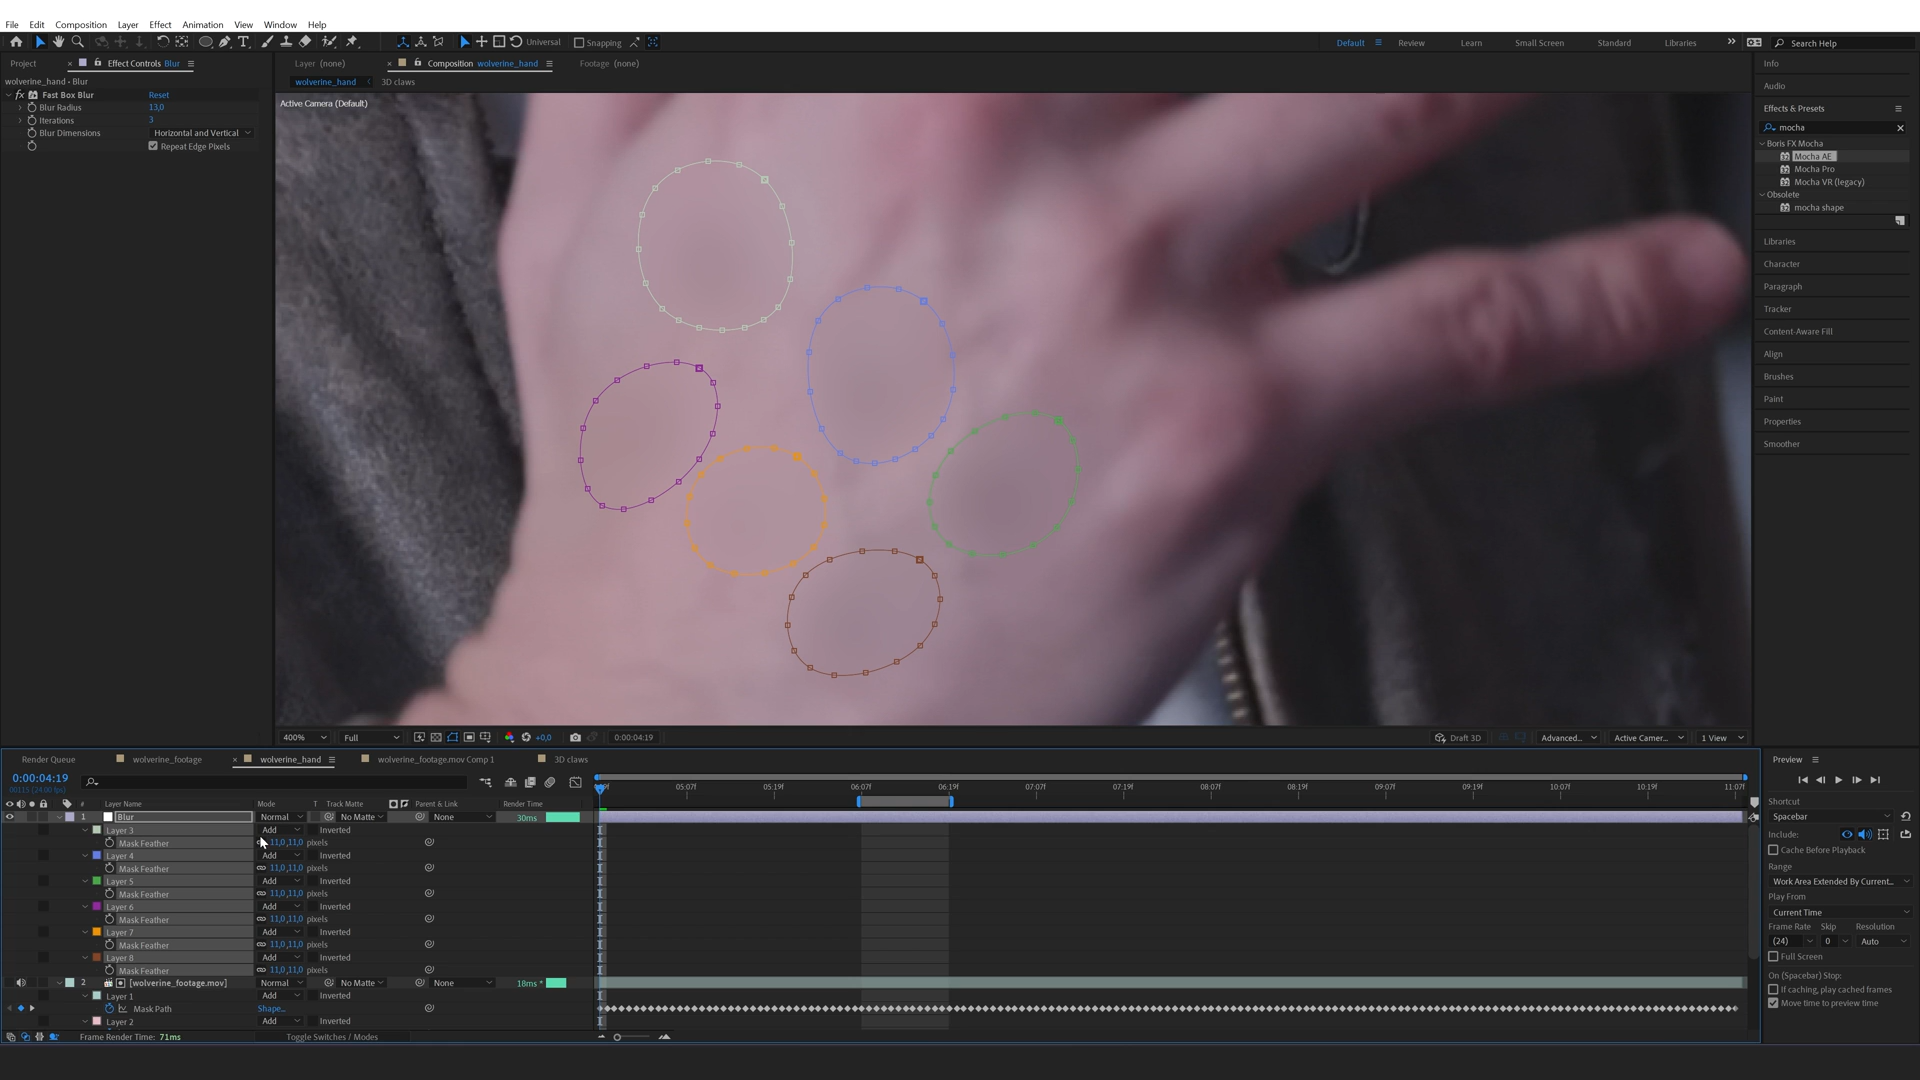 File Edit Composition Layer Effect Animation View Window Help
Universal Snapping Default Review Learn Small Screen Standard Libraries Search Help
Project Effect Controls Blur
wolverine_hand • Blur
fx Fast Box Blur Reset
Blur Radius 13,0
Iterations 3
Blur Dimensions Horizontal and Vertical
Repeat Edge Pixels
Layer (none) Composition wolverine_hand Footage (none)
wolverine_hand 3D claws
Active Camera (Default)
400% Full +0,0 0:00:04:19 Draft 3D Advanced... Active Camer... 1 View
Info
Audio
Effects & Presets
mocha
Boris FX Mocha
Mocha AE
Mocha Pro
Mocha VR (legacy)
Obsolete
mocha shape
Libraries
Character
Paragraph
Tracker
Content-Aware Fill
Align
Brushes
Paint
Properties
Smoother
Render Queue wolverine_footage wolverine_hand wolverine_footage.mov Comp 1 3D claws
0:00:04:19
00115 (24.00 fps)
05:07f 05:19f 06:07f 06:19f 07:07f 07:19f 08:07f 08:19f 09:07f 09:19f 10:07f 10:19f 11:07f
# Layer Name Mode T Track Matte Parent & Link Render Time
1 Blur Normal No Matte None 30ms
Layer 3 Add Inverted
Mask Feather 11,0,11,0 pixels
Layer 4 Add Inverted
Mask Feather 11,0,11,0 pixels
Layer 5 Add Inverted
Mask Feather 11,0,11,0 pixels
Layer 6 Add Inverted
Mask Feather 11,0,11,0 pixels
Layer 7 Add Inverted
Mask Feather 11,0,11,0 pixels
Layer 8 Add Inverted
Mask Feather 11,0,11,0 pixels
2 [wolverine_footage.mov] Normal No Matte None 18ms *
Layer 1 Add Inverted
Mask Path Shape...
Layer 2 Add Inverted
Frame Render Time: 71ms Toggle Switches / Modes
Preview
Shortcut
Spacebar
Include:
Cache Before Playback
Range
Work Area Extended By Current...
Play From
Current Time
Frame Rate Skip Resolution
(24) 0 Auto
Full Screen
On (Spacebar) Stop:
If caching, play cached frames
Move time to preview time